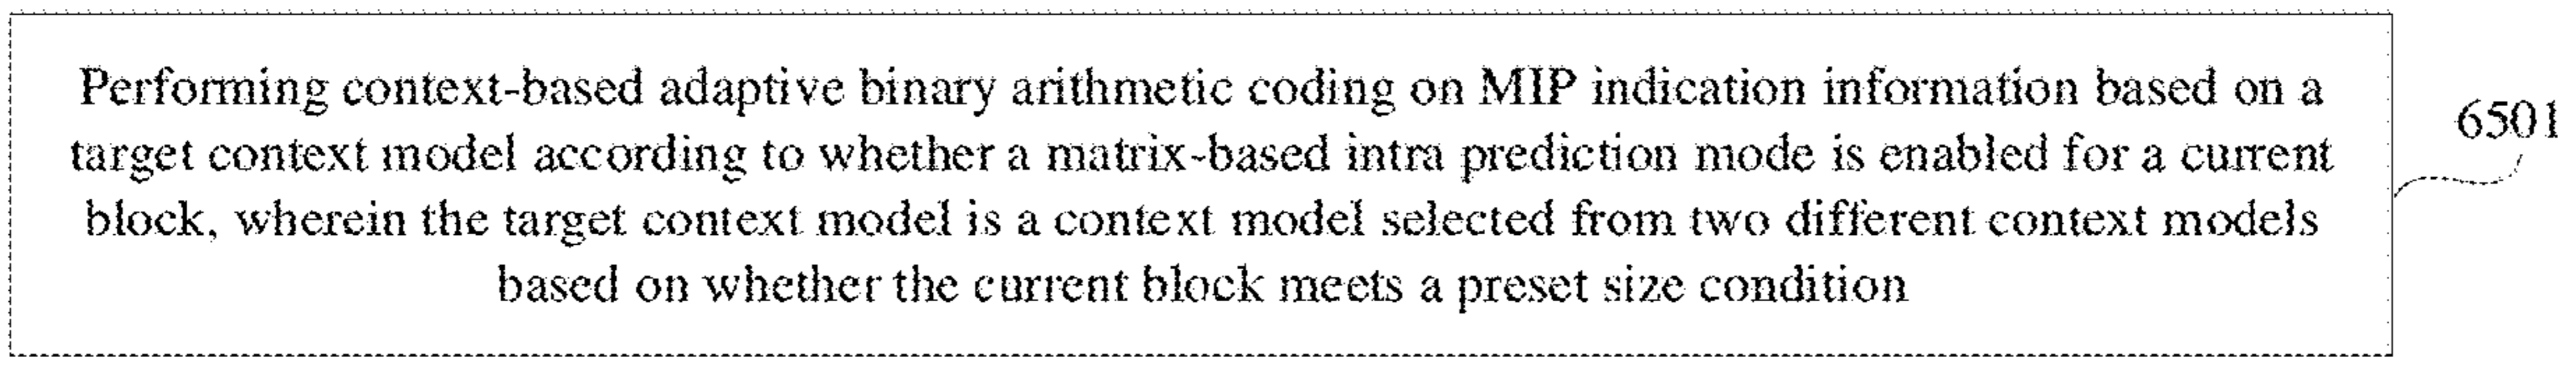 Performing context-based adaptive binary arithmetic coding on MIP indication information based on a
target context model according to whether a matrix-based intra prediction mode is enabled for a current
block, wherein the target context model is a context model selected from two different context models
based on whether the current block meets a preset size condition
6501